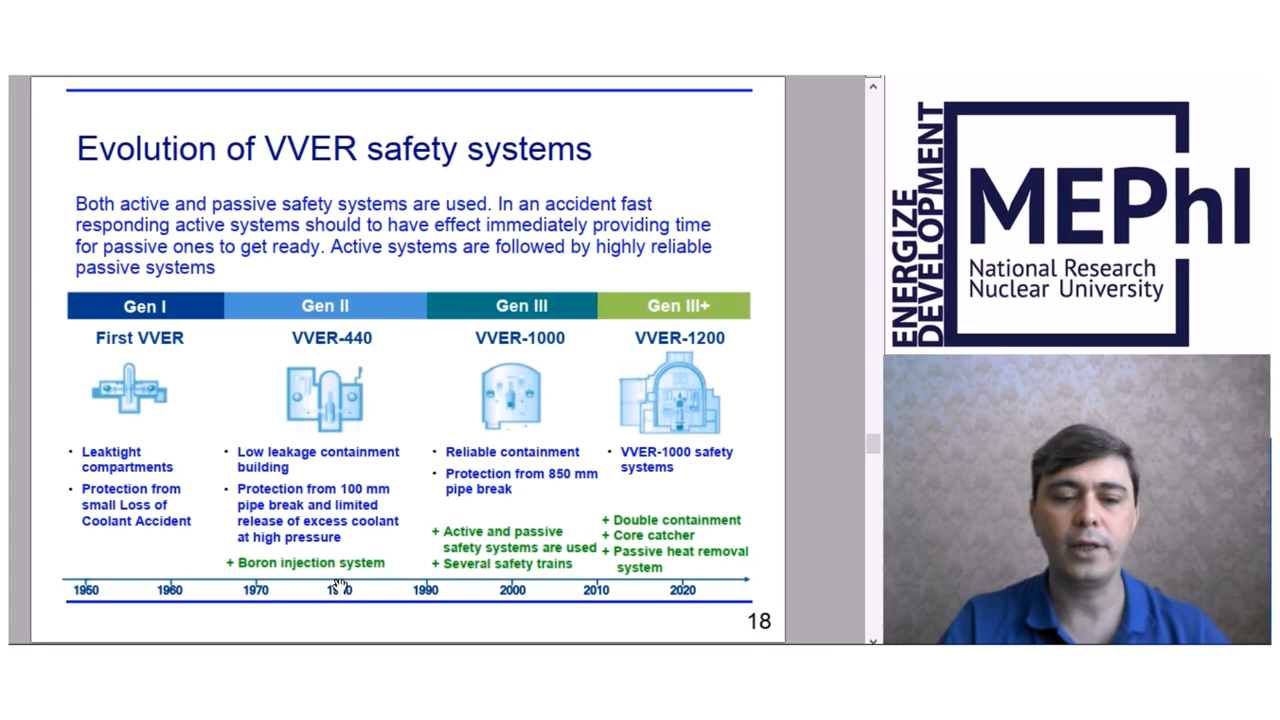 Evolution of VVER safety systems
Both active and passive safety systems are used. In an accident fast
responding active systems should to have effect immediately providing time
for passive ones to get ready. Active systems are followed by highly reliable
passive systems
Gen I
Gen II
Gen III
Gen III+
First VVER
VVER-440
VVER-1000
VVER-1200
• Leaktight
compartments
• Protection from
small Loss of
Coolant Accident
• Low leakage containment
building
• Protection from 100 mm
pipe break and limited
release of excess coolant
at high pressure
+ Boron injection system
• Reliable containment
• Protection from 850 mm
pipe break
+ Active and passive
safety systems are used
+ Several safety trains
• VVER-1000 safety
systems
+ Double containment
+ Core catcher
+ Passive heat removal
system
1950
1960
1970
1990
2000
2010
2020
18
ENERGIZE
DEVELOPMENT
MEPhI
National Research
Nuclear University